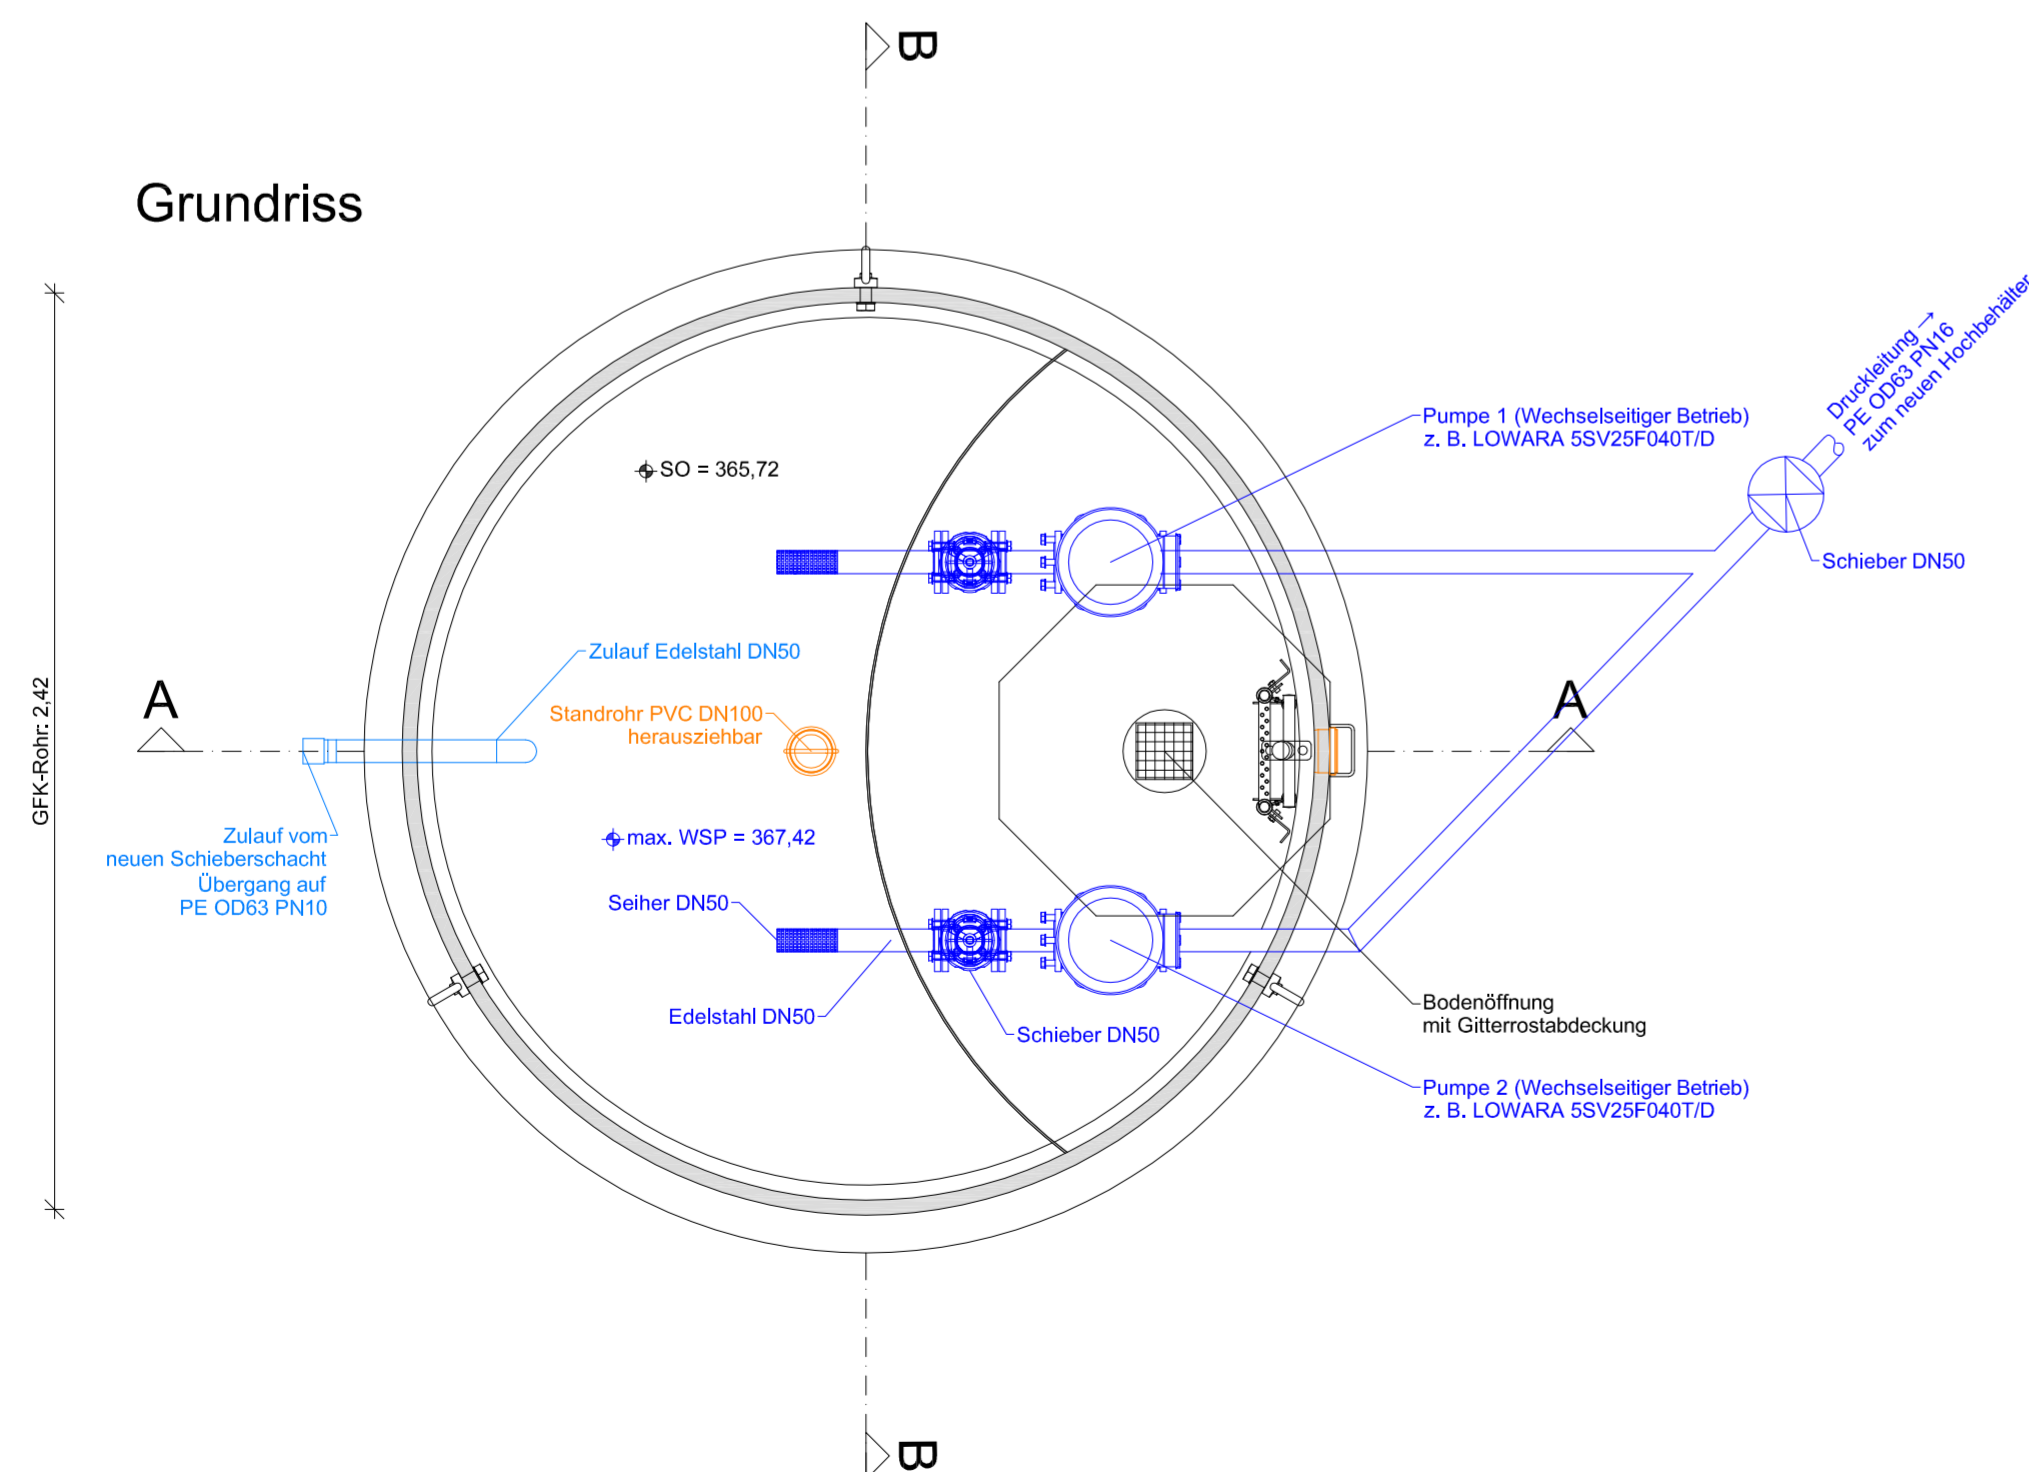 B
Grundriss
Druckleitung →
PE OD63 PN16
zum neuen Hochbehälter
Pumpe 1 (Wechselseitiger Betrieb)
z. B. LOWARA 5SV25F040T/D
SO = 365,72
Schieber DN50
Zulauf Edelstahl DN50
A
A
Standrohr PVC DN100
herausziehbar
GFK-Rohr: 2,42
Zulauf vom
neuen Schieberschacht
Übergang auf
PE OD63 PN10
max. WSP = 367,42
Seiher DN50
Edelstahl DN50
Schieber DN50
Bodenöffnung
mit Gitterrostabdeckung
Pumpe 2 (Wechselseitiger Betrieb)
z. B. LOWARA 5SV25F040T/D
B